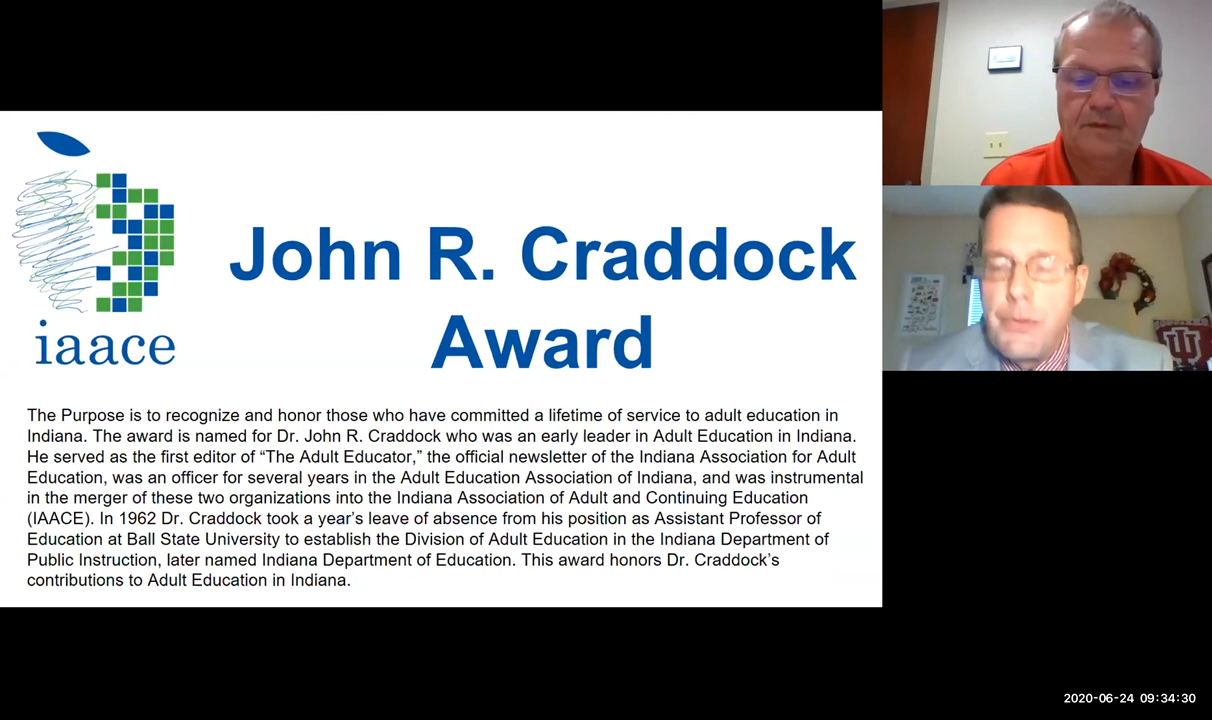 John R. Craddock
Award
iaace
The Purpose is to recognize and honor those who have committed a lifetime of service to adult education in
Indiana. The award is named for Dr. John R. Craddock who was an early leader in Adult Education in Indiana.
He served as the first editor of “The Adult Educator,” the official newsletter of the Indiana Association for Adult
Education, was an officer for several years in the Adult Education Association of Indiana, and was instrumental
in the merger of these two organizations into the Indiana Association of Adult and Continuing Education
(IAACE). In 1962 Dr. Craddock took a year’s leave of absence from his position as Assistant Professor of
Education at Ball State University to establish the Division of Adult Education in the Indiana Department of
Public Instruction, later named Indiana Department of Education. This award honors Dr. Craddock’s
contributions to Adult Education in Indiana.
2020-06-24 09:34:30